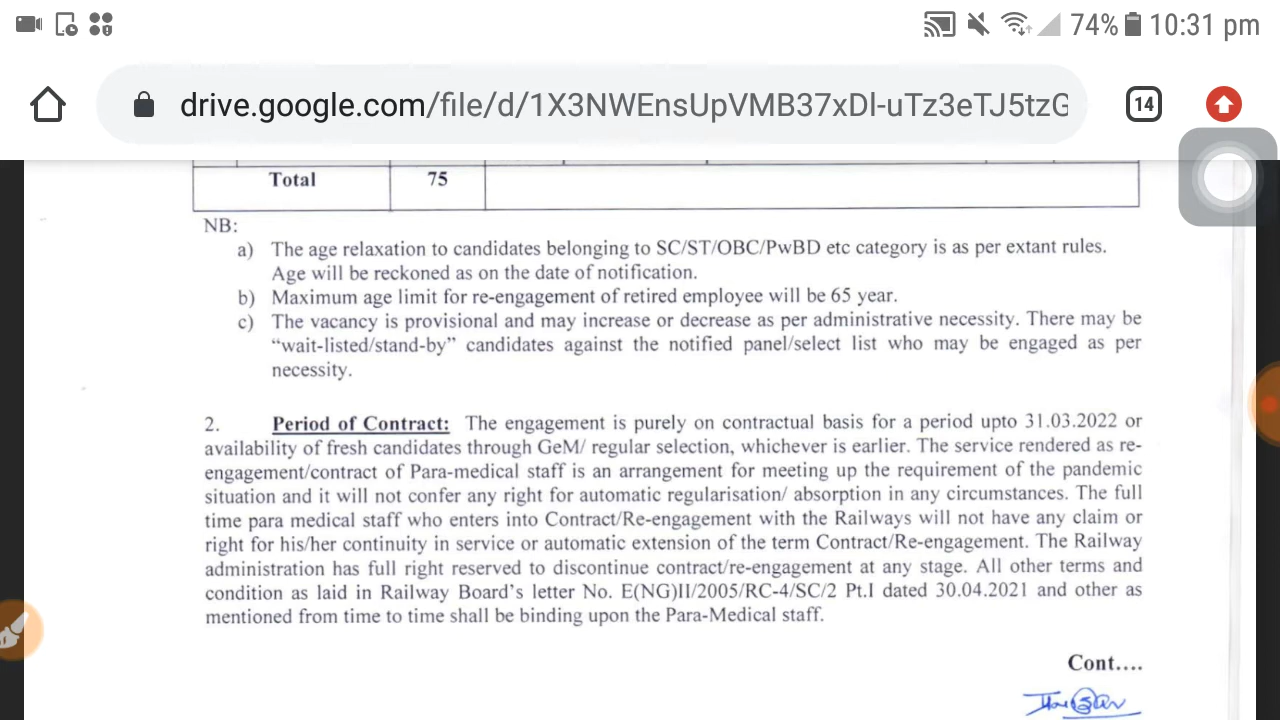 74% 10:31 pm
drive.google.com/file/d/1X3NWEnsUpVMB37xDl-uTz3eTJ5tzG
14
Total 75
NB:
a) The age relaxation to candidates belonging to SC/ST/OBC/PwBD etc category is as per extant rules.
Age will be reckoned as on the date of notification.
b) Maximum age limit for re-engagement of retired employee will be 65 year.
c) The vacancy is provisional and may increase or decrease as per administrative necessity. There may be
“wait-listed/stand-by” candidates against the notified panel/select list who may be engaged as per
necessity.
2. Period of Contract: The engagement is purely on contractual basis for a period upto 31.03.2022 or
availability of fresh candidates through GeM/ regular selection, whichever is earlier. The service rendered as re-
engagement/contract of Para-medical staff is an arrangement for meeting up the requirement of the pandemic
situation and it will not confer any right for automatic regularisation/ absorption in any circumstances. The full
time para medical staff who enters into Contract/Re-engagement with the Railways will not have any claim or
right for his/her continuity in service or automatic extension of the term Contract/Re-engagement. The Railway
administration has full right reserved to discontinue contract/re-engagement at any stage. All other terms and
condition as laid in Railway Board’s letter No. E(NG)II/2005/RC-4/SC/2 Pt.I dated 30.04.2021 and other as
mentioned from time to time shall be binding upon the Para-Medical staff.
Cont....